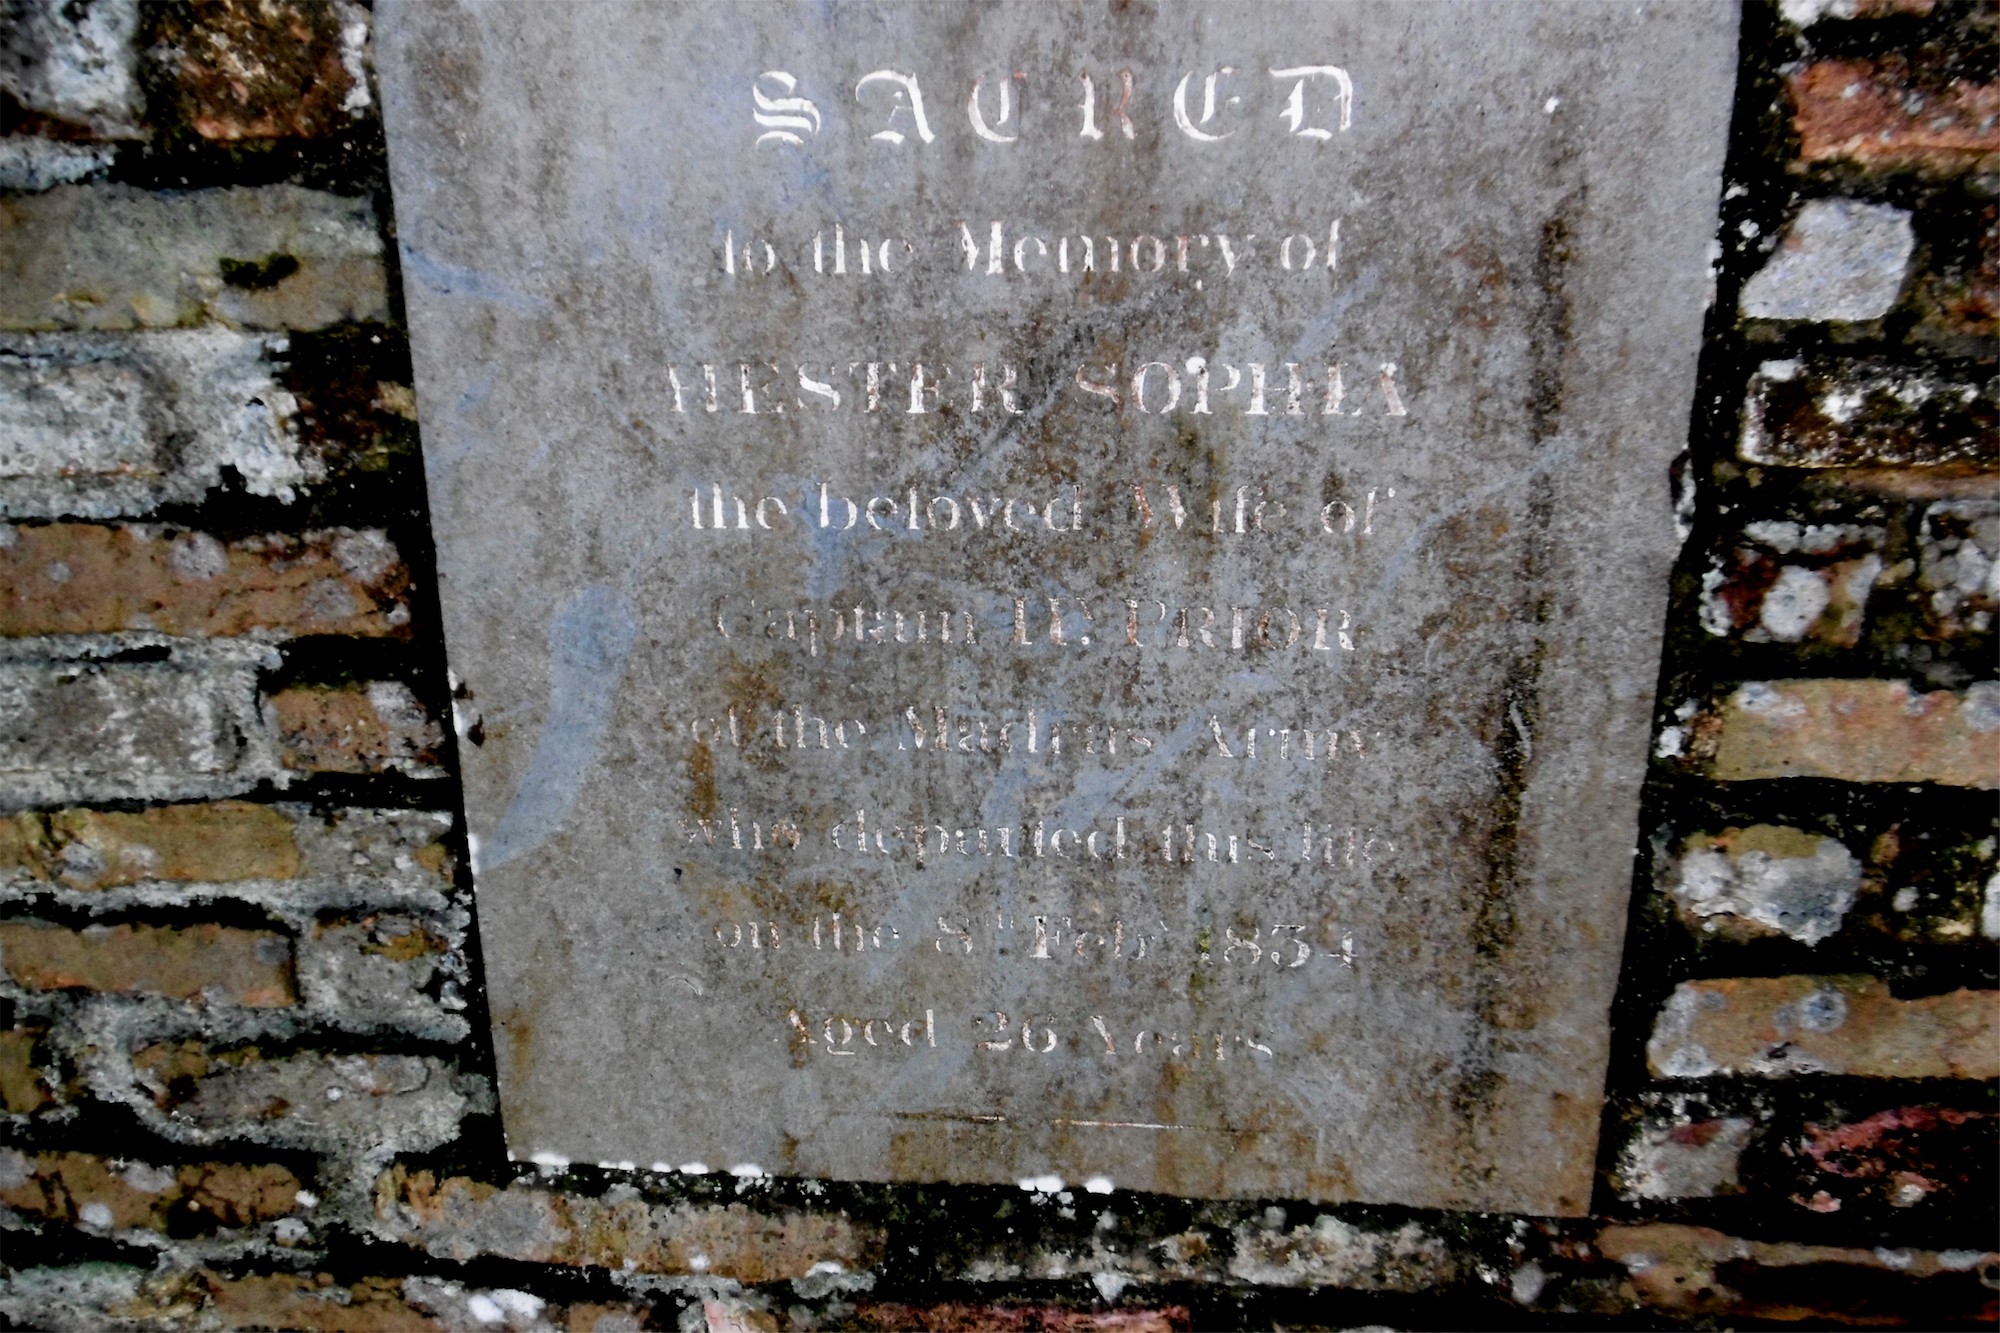 SACRED
to the Memory of
HESTER SOPHIA
the beloved Wife of
Captain H. PRIOR
of the Madras Army
who departed this life
on the 8th Feby 1834
Aged 26 Years